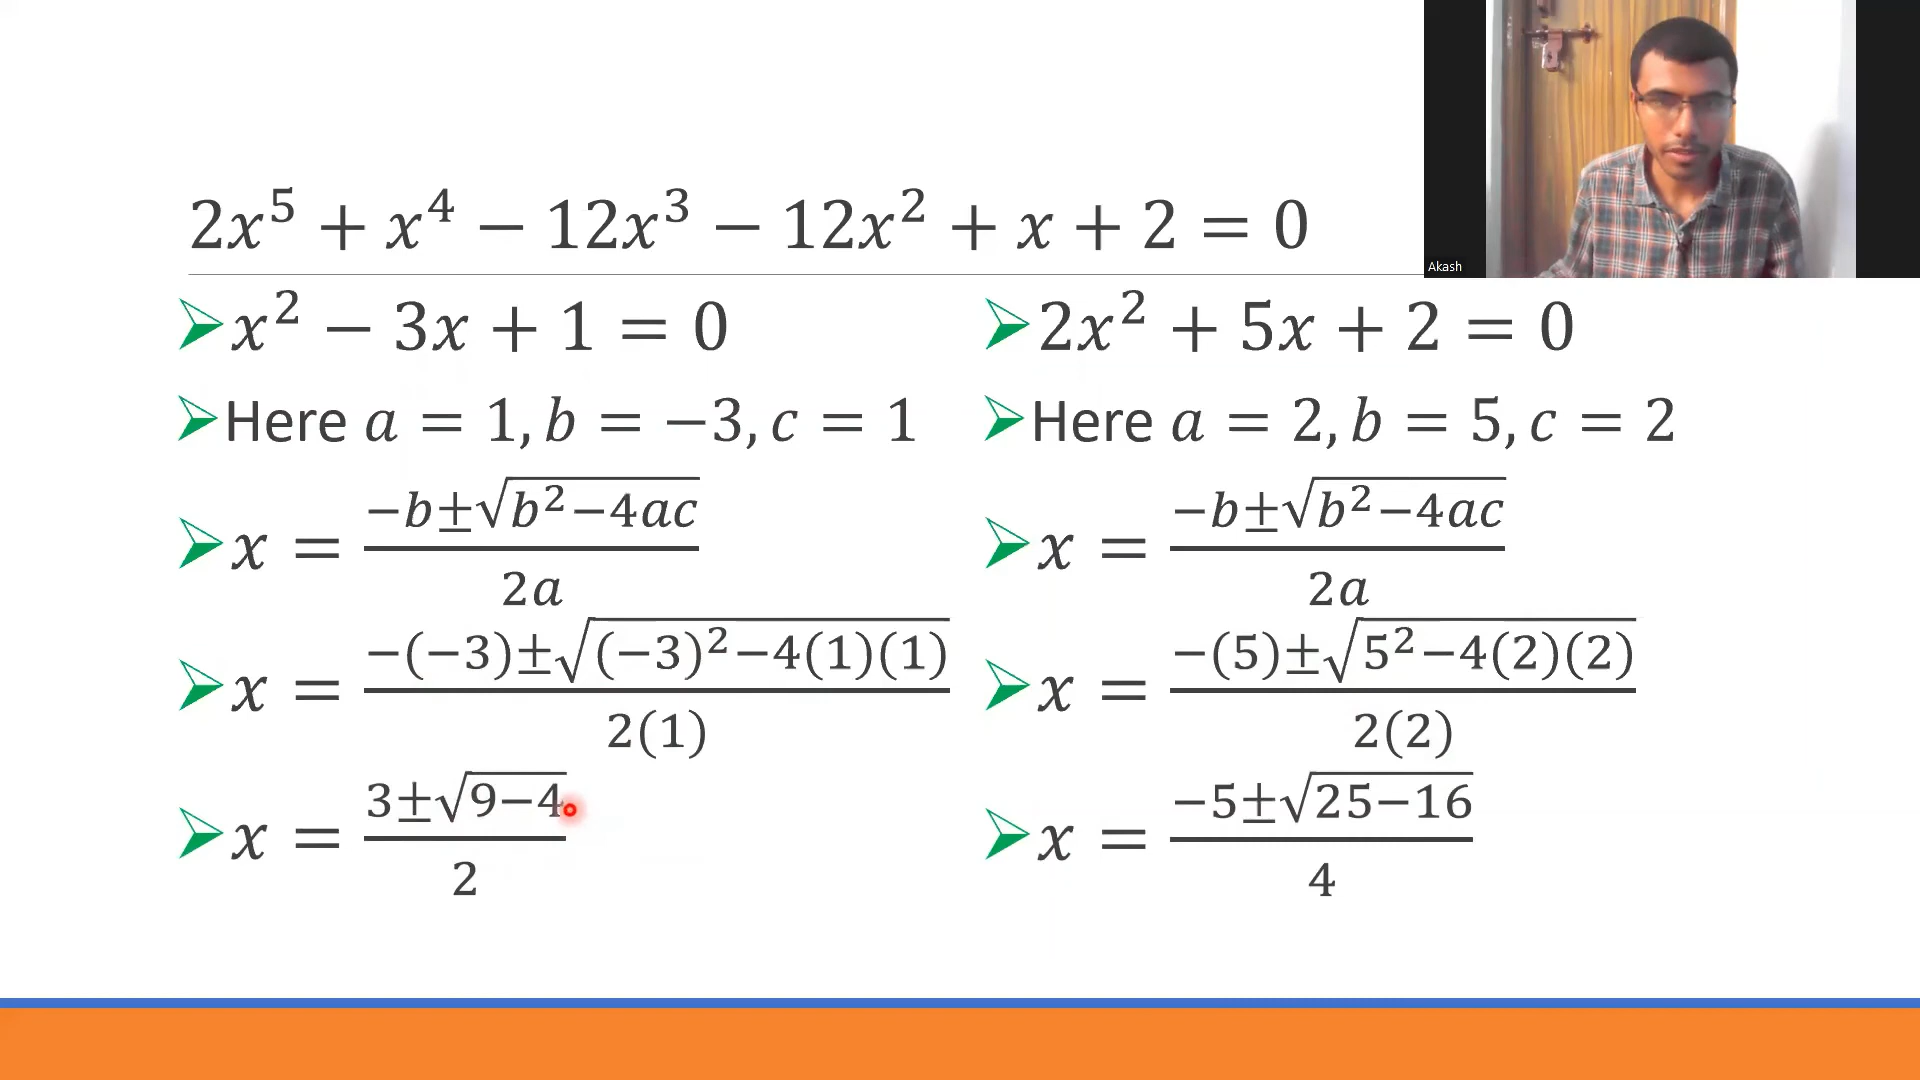 2x⁵ + x⁴ − 12x³ − 12x² + x + 2 = 0
Akash
x² − 3x + 1 = 0
Here a = 1, b = −3, c = 1
x = (−b±√(b²−4ac))/(2a)
x = (−(−3)±√((−3)²−4(1)(1)))/(2(1))
x = (3±√(9−4))/2
2x² + 5x + 2 = 0
Here a = 2, b = 5, c = 2
x = (−b±√(b²−4ac))/(2a)
x = (−(5)±√(5²−4(2)(2)))/(2(2))
x = (−5±√(25−16))/4